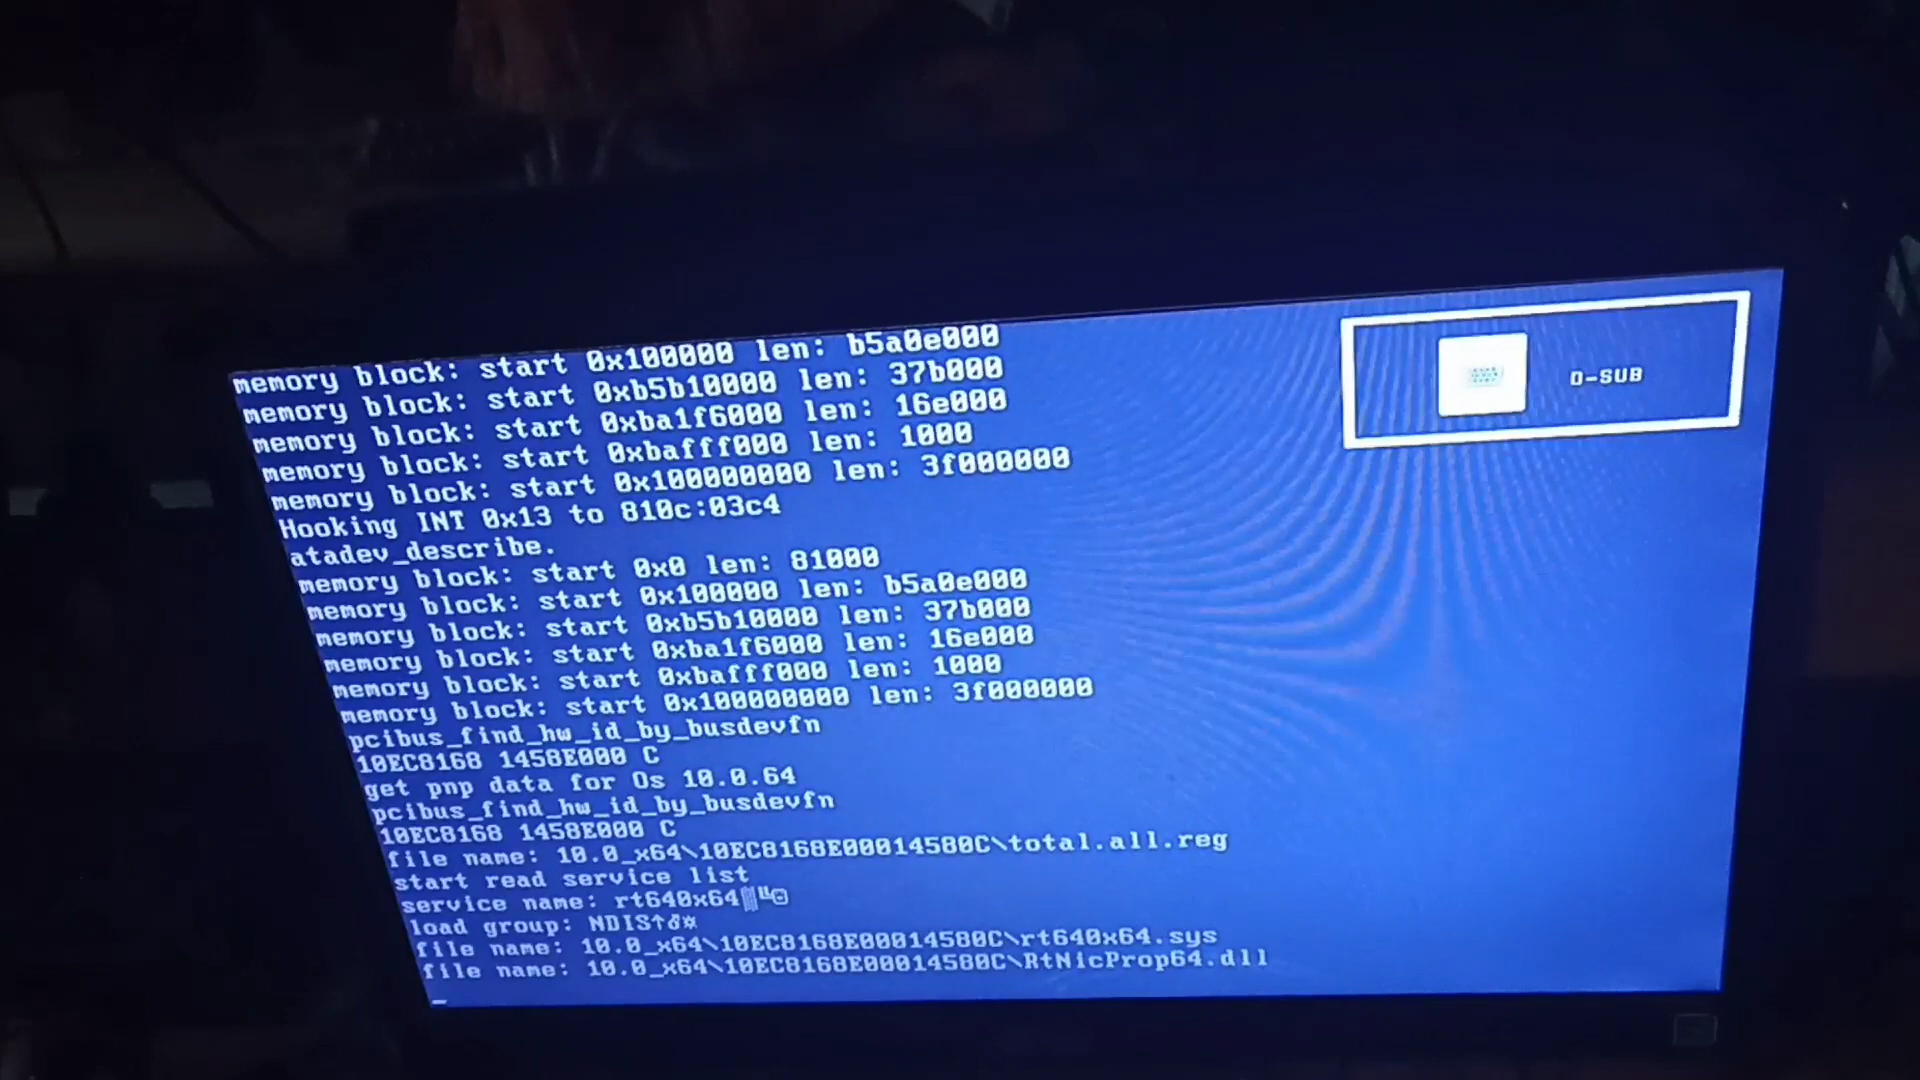 memory block: start 0x100000 len: b5a0e000
memory block: start 0xb5b10000 len: 37b000
memory block: start 0xba1f6000 len: 16e000
memory block: start 0xbafff000 len: 1000
memory block: start 0x100000000 len: 3f000000
Hooking INT 0x13 to 810c:03c4
atadev_describe.
memory block: start 0x0 len: 81000
memory block: start 0x100000 len: b5a0e000
memory block: start 0xb5b10000 len: 37b000
memory block: start 0xba1f6000 len: 16e000
memory block: start 0xbafff000 len: 1000
memory block: start 0x100000000 len: 3f000000
pcibus_find_hw_id_by_busdevfn
10EC8168 1458E000 C
get pnp data for Os 10.0.64
pcibus_find_hw_id_by_busdevfn
10EC8168 1458E000 C
file name: 10.0_x64\10EC8168E00014580C\total.all.reg
start read service list
service name: rt640x64
load group: NDIS↑♂☼
file name: 10.0_x64\10EC8168E00014580C\rt640x64.sys
file name: 10.0_x64\10EC8168E00014580C\RtNicProp64.dll
D-SUB